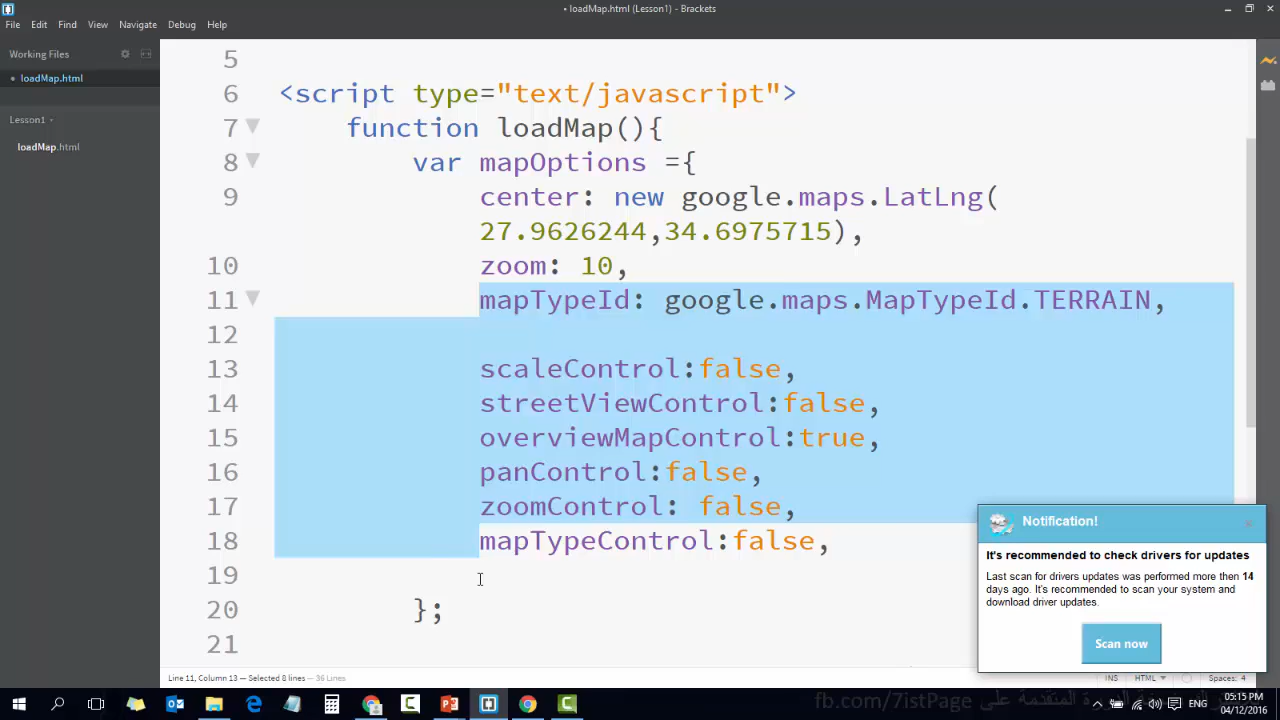 • loadMap.html (Lesson1) - Brackets
File Edit Find View Navigate Debug Help
Working Files
• loadMap.html
Lesson1
loadMap.html
5
6 <script type="text/javascript">
7 function loadMap(){
8 var mapOptions ={
9 center: new google.maps.LatLng(
27.9626244,34.6975715),
10 zoom: 10,
11 mapTypeId: google.maps.MapTypeId.TERRAIN,
12
13 scaleControl:false,
14 streetViewControl:false,
15 overviewMapControl:true,
16 panControl:false,
17 zoomControl: false,
18 mapTypeControl:false,
19
20 };
21
Notification!
It's recommended to check drivers for updates
Last scan for drivers updates was performed more then 14
days ago. It's recommended to scan your system and
download driver updates.
Scan now
Line 11, Column 13 — Selected 8 lines — 36 Lines
INS HTML Spaces: 4
fb.com/7istPage على
ENG
05:15 PM
04/12/2016